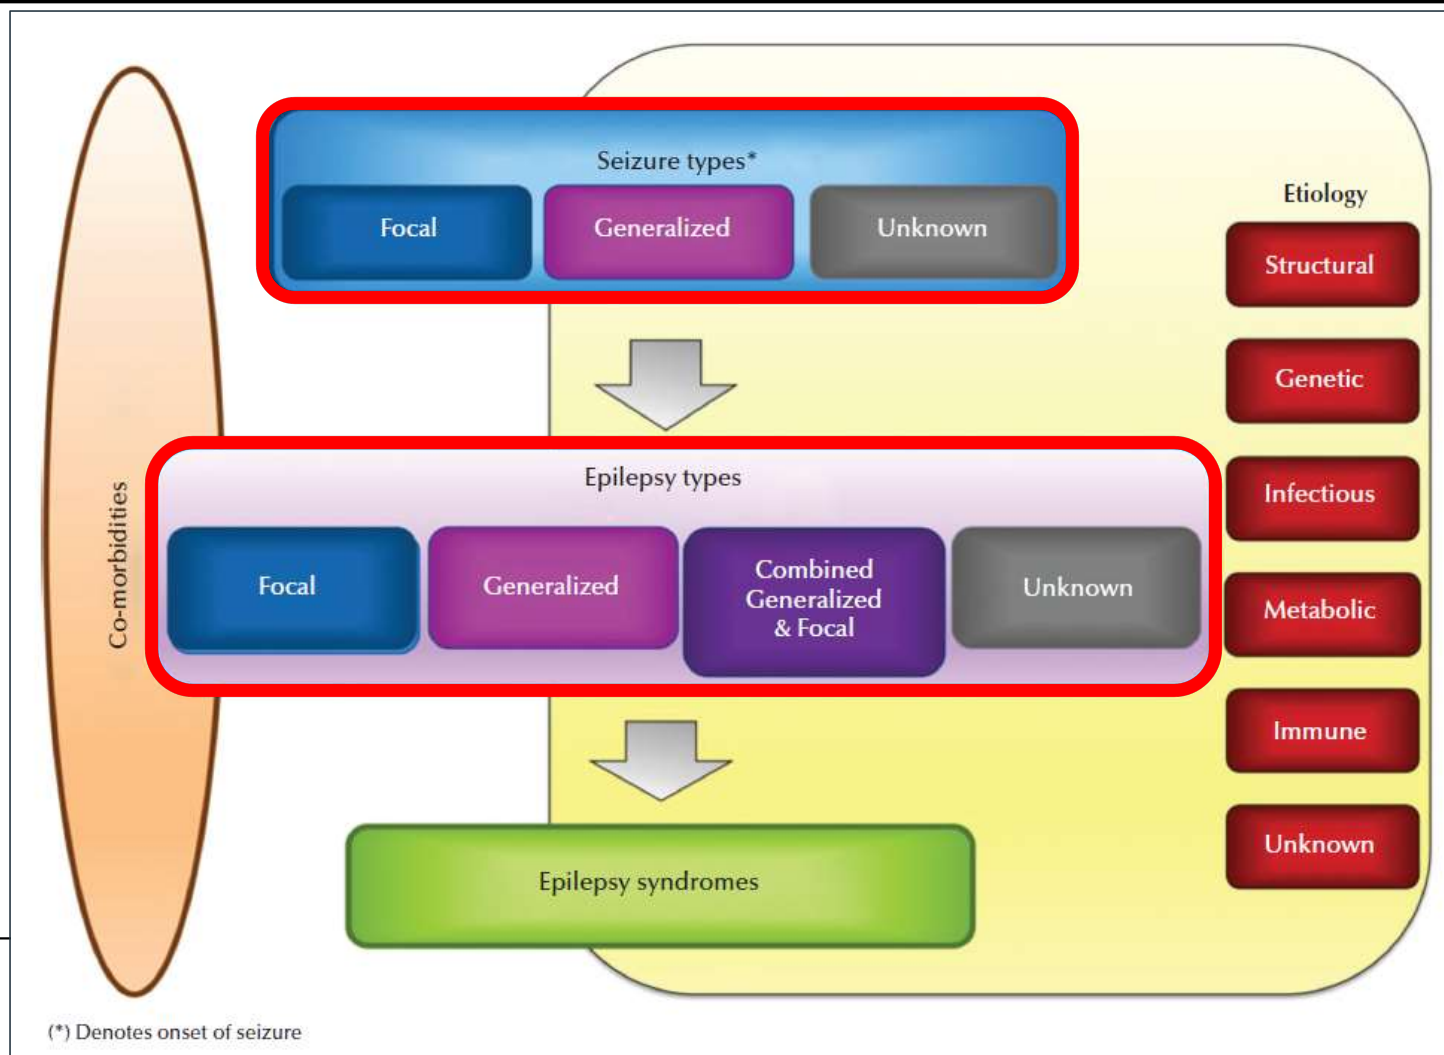 Seizure types*
Focal
Generalized
Unknown
Etiology
Structural
Genetic
Infectious
Metabolic
Immune
Unknown
Co-morbidities
Epilepsy types
Focal
Generalized
Combined
Generalized
& Focal
Unknown
Epilepsy syndromes
(*) Denotes onset of seizure